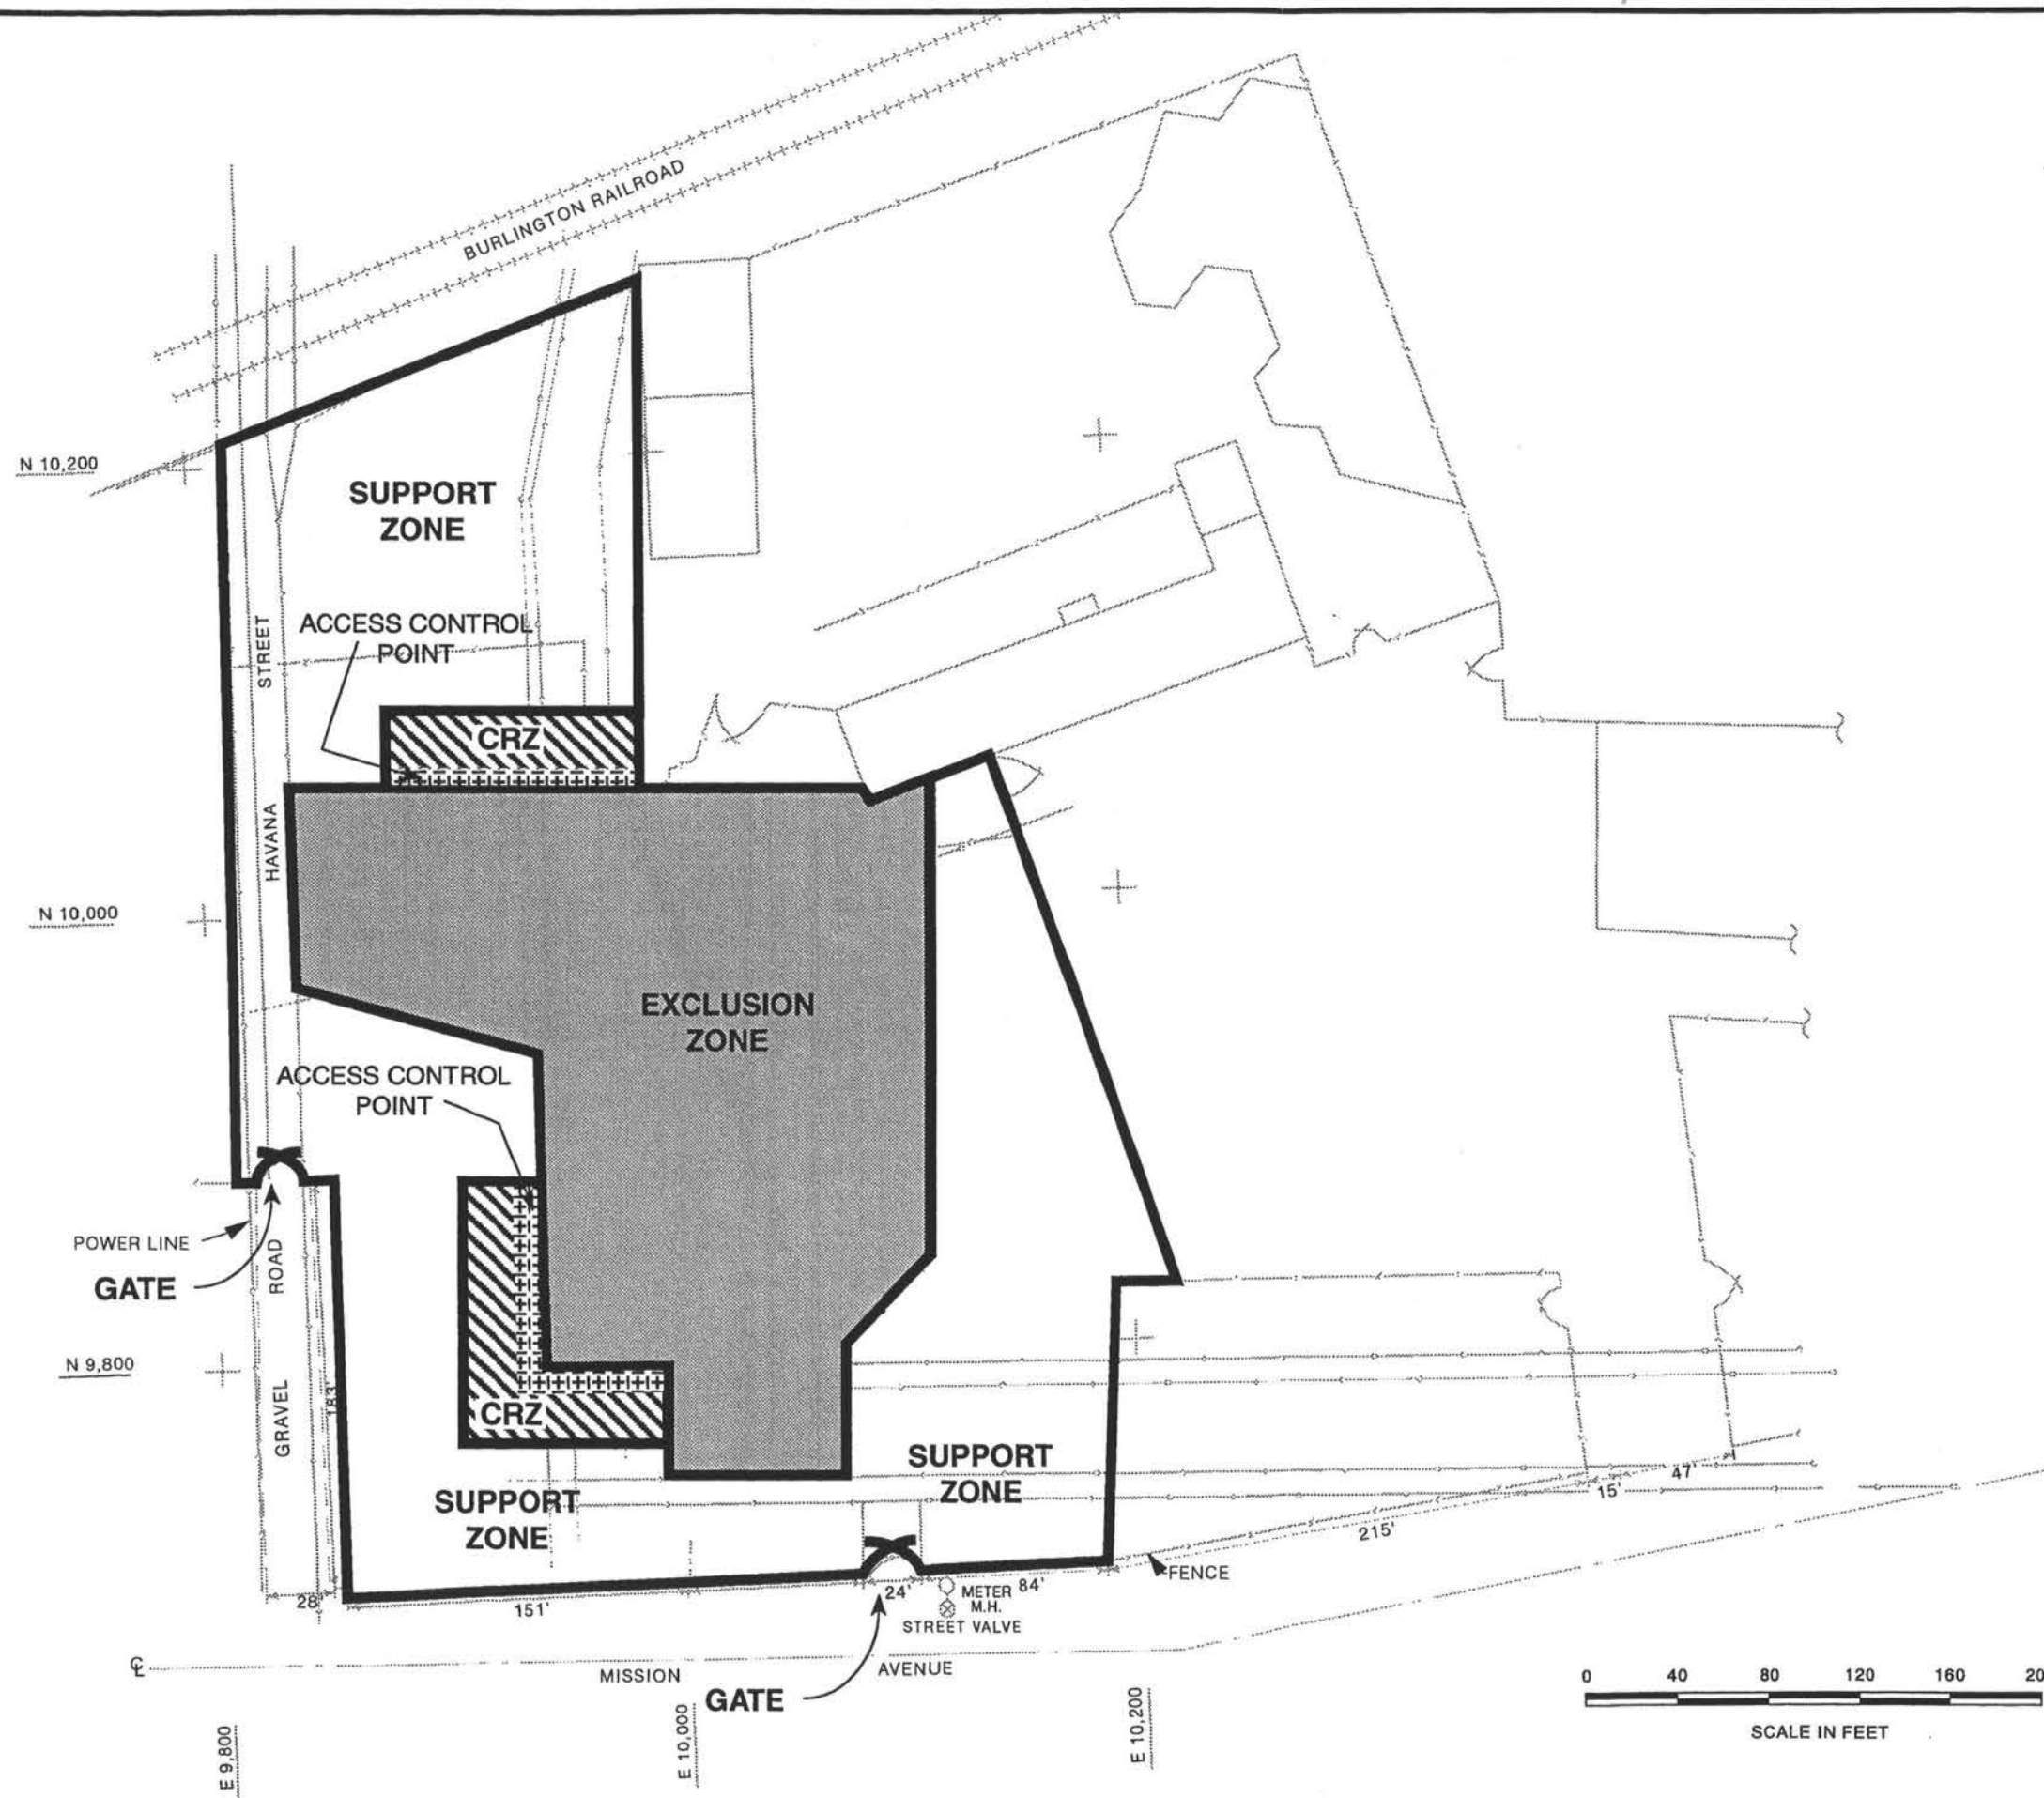 BURLINGTON RAILROAD
N 10,200
SUPPORT
ZONE
ACCESS CONTROL
POINT
STREET
CRZ
HAVANA
N 10,000
EXCLUSION
ZONE
ACCESS CONTROL
POINT
POWER LINE
ROAD
GATE
N 9,800
183'
GRAVEL
CRZ
SUPPORT
ZONE
SUPPORT
ZONE
47'
15'
215'
FENCE
28'
151'
24'
METER 84'
M.H.
STREET VALVE
℄
MISSION AVENUE
GATE
0 40 80 120 160 20
SCALE IN FEET
E 9,800
E 10,000
E 10,200